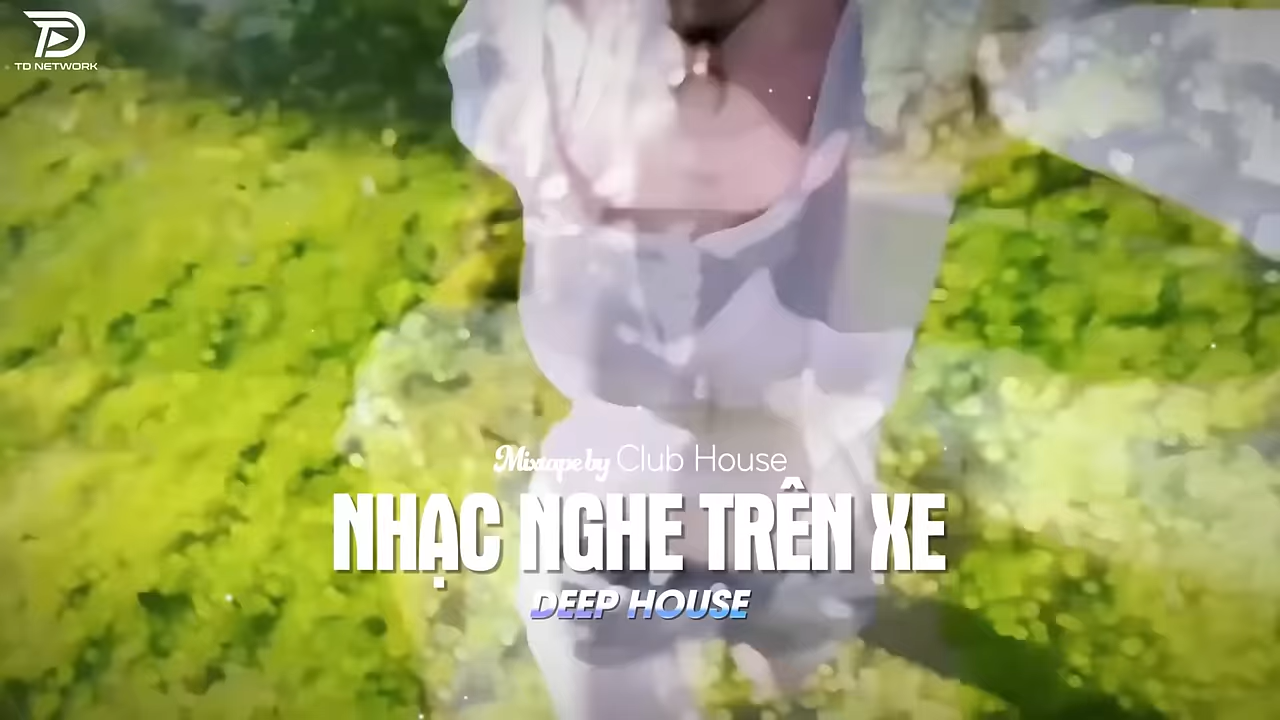 TD NETWORK
Mixtape by Club House
NHẠC NGHE TRÊN XE
DEEP HOUSE